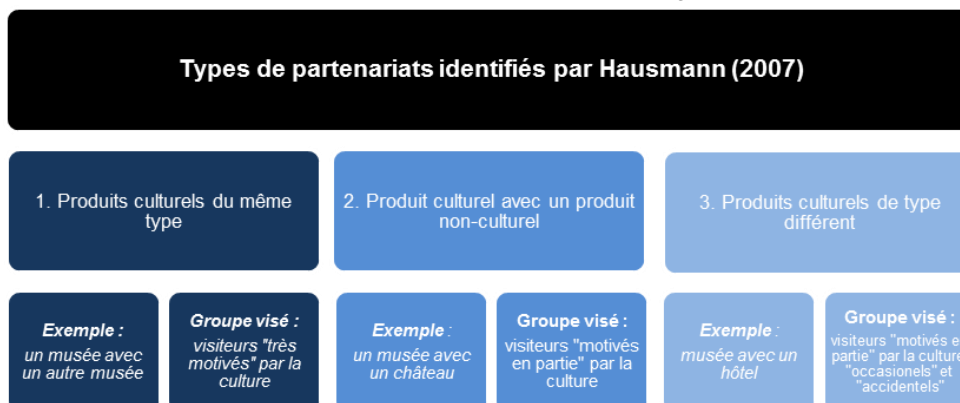 Types de partenariats identifiés par Hausmann (2007)
1. Produits culturels du même
type
2. Produit culturel avec un produit
non-culturel
3. Produits culturels de type
différent
Exemple :
un musée avec
un autre musée
Groupe visé :
visiteurs "très
motivés" par la
culture
Exemple :
un musée avec
un château
Groupe visé :
visiteurs "motivés
en partie" par la
culture
Exemple :
musée avec un
hôtel
Groupe visé :
visiteurs "motivés
partie" par la culture
"occasionels" et
"accidentels"